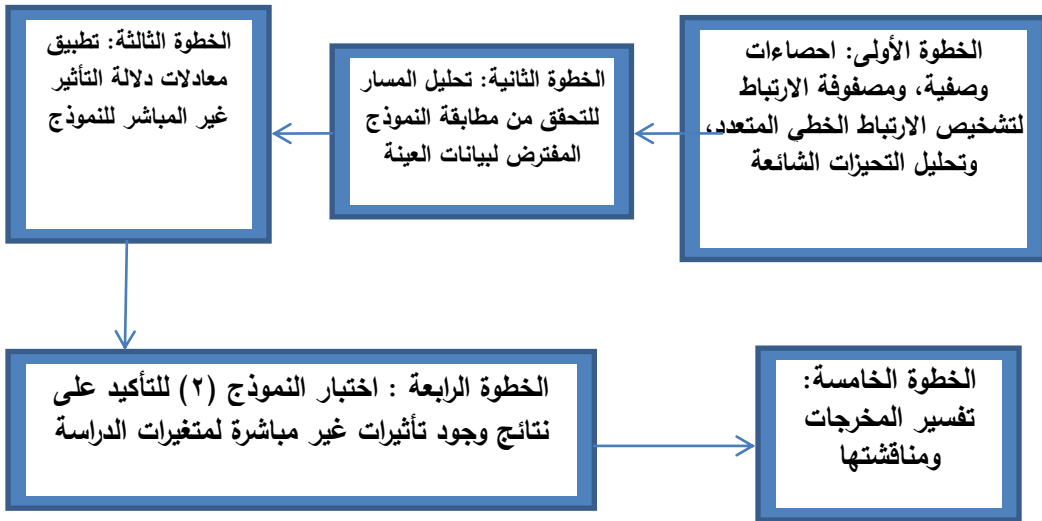 الخطوة الأولى: احصاءات
وصفية، ومصفوفة الارتباط
لتشخيص الارتباط الخطي المتعدد،
وتحليل التحيزات الشائعة
الخطوة الثانية: تحليل المسار
للتحقق من مطابقة النموذج
المفترض لبيانات العينة
الخطوة الثالثة: تطبيق
معادلات دلالة التأثير
غير المباشر للنموذج
الخطوة الرابعة : اختبار النموذج (٢) للتأكيد على
نتائج وجود تأثيرات غير مباشرة لمتغيرات الدراسة
الخطوة الخامسة:
تفسير المخرجات
ومناقشتها